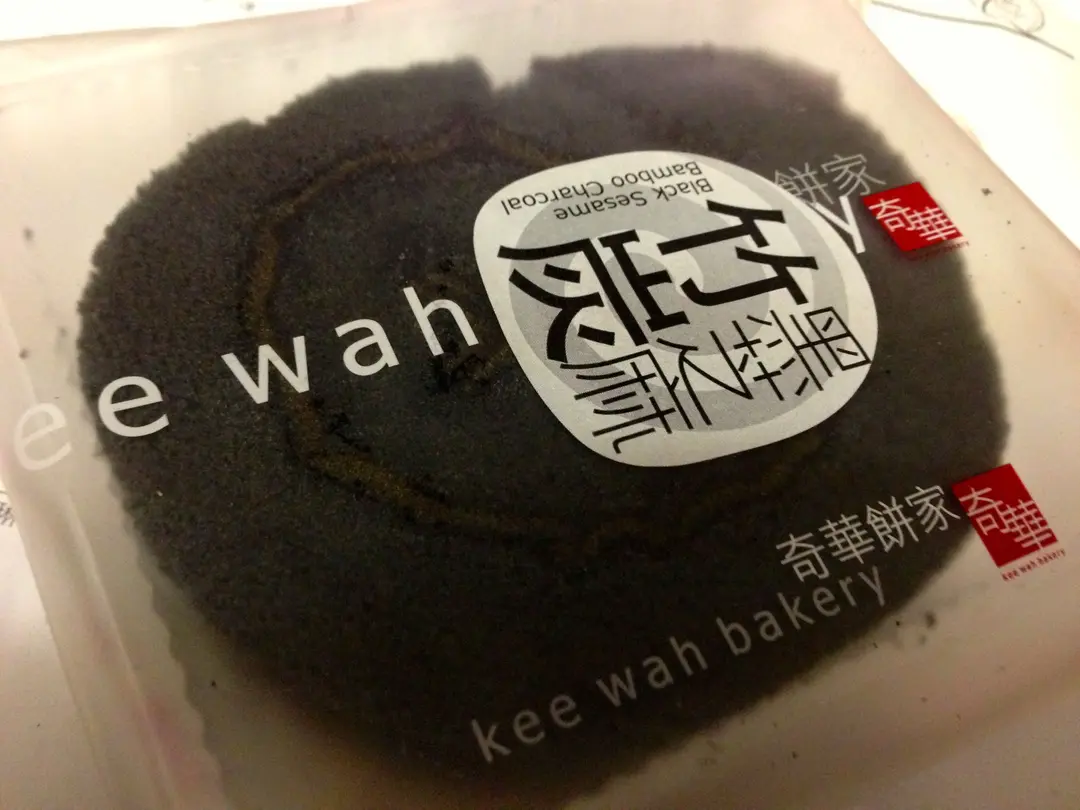 黑芝麻
竹炭
Black Sesame
Bamboo Charcoal
餅家
奇華
ee wah y
奇華餅家
奇華
kee wah bakery
kee wah bakery